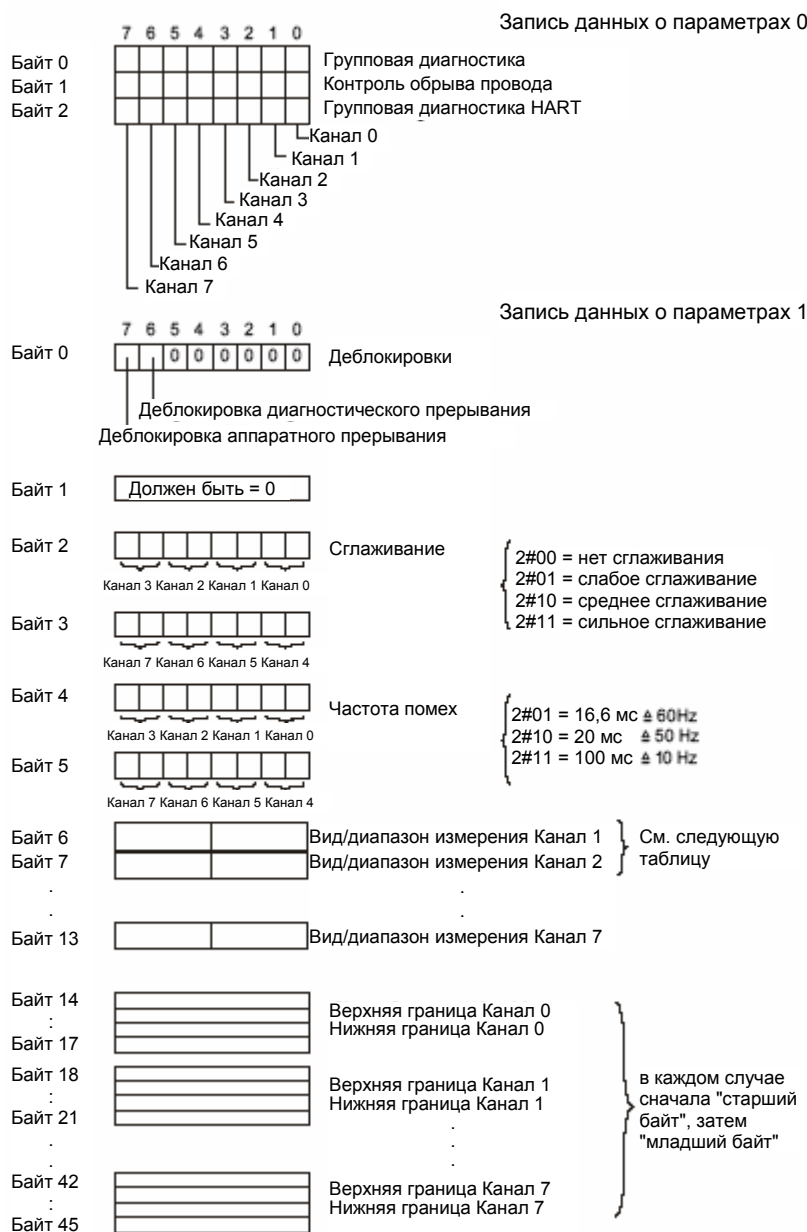 Запись данных о параметрах 0
7 6 5 4 3 2 1 0
Байт 0 Групповая диагностика
Байт 1 Контроль обрыва провода
Байт 2 Групповая диагностика HART
Канал 0
Канал 1
Канал 2
Канал 3
Канал 4
Канал 5
Канал 6
Канал 7
Запись данных о параметрах 1
7 6 5 4 3 2 1 0
Байт 0 0 0 0 0 0 0 Деблокировки
Деблокировка диагностического прерывания
Деблокировка аппаратного прерывания
Байт 1 Должен быть = 0
Байт 2 Сглаживание
Канал 3 Канал 2 Канал 1 Канал 0
2#00 = нет сглаживания
2#01 = слабое сглаживание
2#10 = среднее сглаживание
2#11 = сильное сглаживание
Байт 3
Канал 7 Канал 6 Канал 5 Канал 4
Байт 4 Частота помех
Канал 3 Канал 2 Канал 1 Канал 0
2#01 = 16,6 мс ≙ 60Hz
2#10 = 20 мс ≙ 50 Hz
2#11 = 100 мс ≙ 10 Hz
Байт 5
Канал 7 Канал 6 Канал 5 Канал 4
Байт 6 Вид/диапазон измерения Канал 1
Байт 7 Вид/диапазон измерения Канал 2
См. следующую
таблицу
. .
. .
Байт 13 Вид/диапазон измерения Канал 7
Байт 14 Верхняя граница Канал 0
: Нижняя граница Канал 0
Байт 17
Байт 18 Верхняя граница Канал 1
: Нижняя граница Канал 1
Байт 21
в каждом случае
сначала "старший
байт", затем
"младший байт"
. .
. .
. .
Байт 42 Верхняя граница Канал 7
: Нижняя граница Канал 7
Байт 45